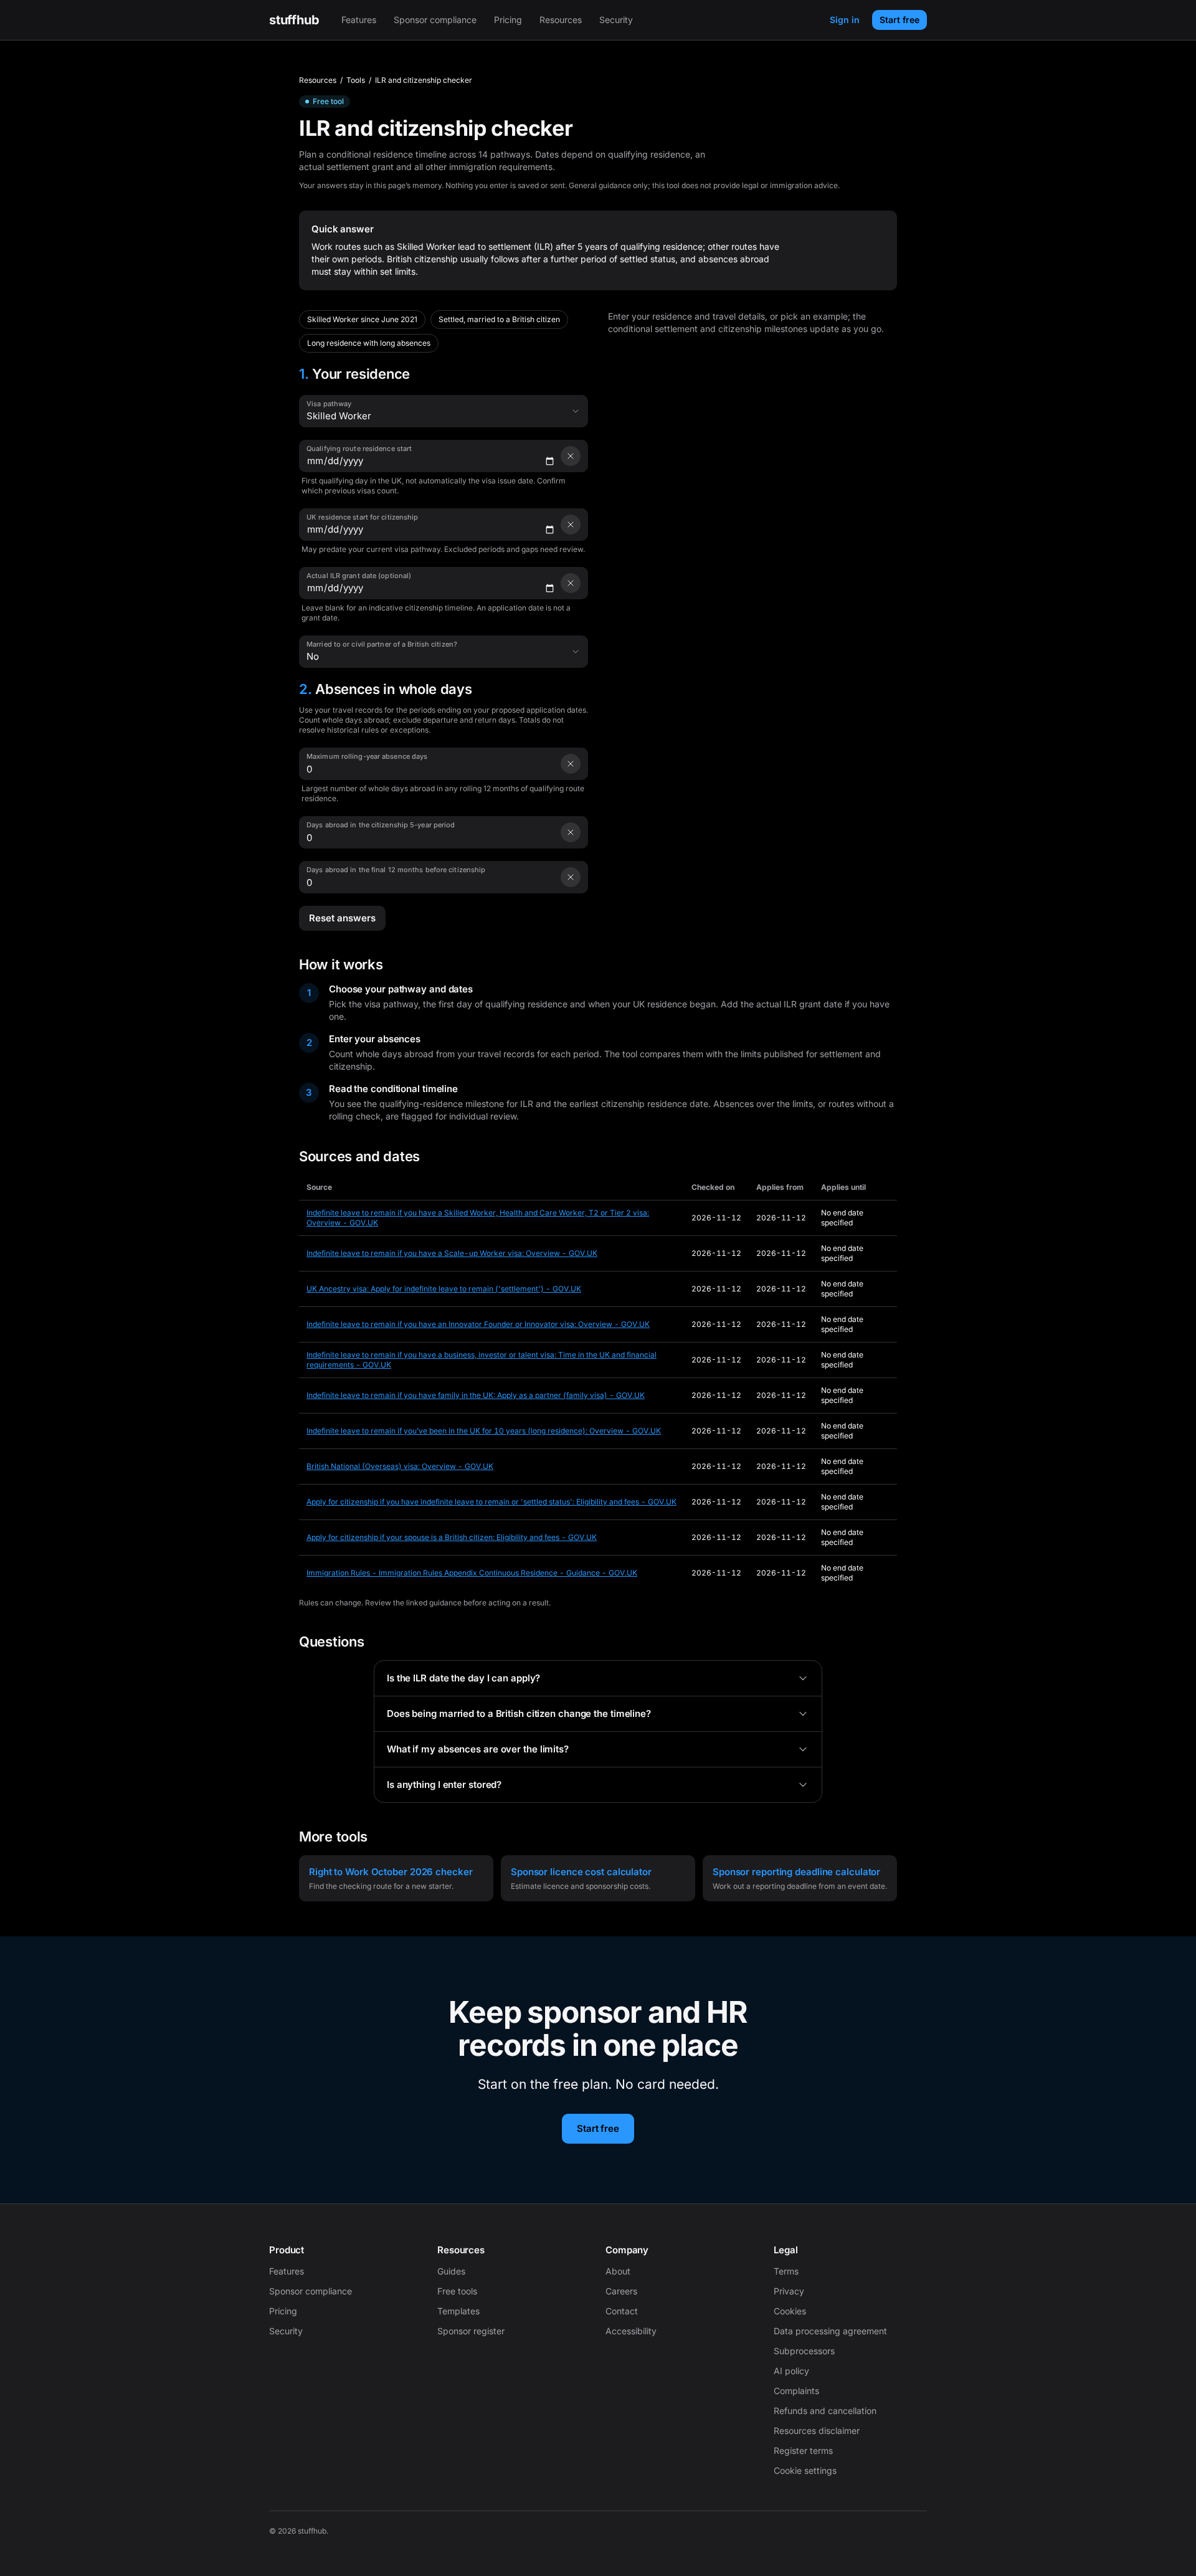 stuffhub
Features
Sponsor compliance
Pricing
Resources
Security
Sign in
Start free
Resources / Tools / ILR and citizenship checker
Free tool
ILR and citizenship checker
Plan a conditional residence timeline across 14 pathways. Dates depend on qualifying residence, an
actual settlement grant and all other immigration requirements.
Your answers stay in this page's memory. Nothing you enter is saved or sent. General guidance only; this tool does not provide legal or immigration advice.
Quick answer
Work routes such as Skilled Worker lead to settlement (ILR) after 5 years of qualifying residence; other routes have
their own periods. British citizenship usually follows after a further period of settled status, and absences abroad
must stay within set limits.
Skilled Worker since June 2021
Settled, married to a British citizen
Long residence with long absences
Enter your residence and travel details, or pick an example; the
conditional settlement and citizenship milestones update as you go.
1. Your residence
Visa pathway
Skilled Worker
Qualifying route residence start
mm/dd/yyyy
First qualifying day in the UK, not automatically the visa issue date. Confirm
which previous visas count.
UK residence start for citizenship
mm/dd/yyyy
May predate your current visa pathway. Excluded periods and gaps need review.
Actual ILR grant date (optional)
mm/dd/yyyy
Leave blank for an indicative citizenship timeline. An application date is not a
grant date.
Married to or civil partner of a British citizen?
No
2. Absences in whole days
Use your travel records for the periods ending on your proposed application dates.
Count whole days abroad; exclude departure and return days. Totals do not
resolve historical rules or exceptions.
Maximum rolling-year absence days
0
Largest number of whole days abroad in any rolling 12 months of qualifying route
residence.
Days abroad in the citizenship 5-year period
0
Days abroad in the final 12 months before citizenship
0
Reset answers
How it works
1
Choose your pathway and dates
Pick the visa pathway, the first day of qualifying residence and when your UK residence began. Add the actual ILR grant date if you have
one.
2
Enter your absences
Count whole days abroad from your travel records for each period. The tool compares them with the limits published for settlement and
citizenship.
3
Read the conditional timeline
You see the qualifying-residence milestone for ILR and the earliest citizenship residence date. Absences over the limits, or routes without a
rolling check, are flagged for individual review.
Sources and dates
Source Checked on Applies from Applies until
Indefinite leave to remain if you have a Skilled Worker, Health and Care Worker, T2 or Tier 2 visa:
Overview - GOV.UK
2026-11-12 2026-11-12 No end date
specified
Indefinite leave to remain if you have a Scale-up Worker visa: Overview - GOV.UK
2026-11-12 2026-11-12 No end date
specified
UK Ancestry visa: Apply for indefinite leave to remain ('settlement') - GOV.UK
2026-11-12 2026-11-12 No end date
specified
Indefinite leave to remain if you have an Innovator Founder or Innovator visa: Overview - GOV.UK
2026-11-12 2026-11-12 No end date
specified
Indefinite leave to remain if you have a business, investor or talent visa: Time in the UK and financial
requirements - GOV.UK
2026-11-12 2026-11-12 No end date
specified
Indefinite leave to remain if you have family in the UK: Apply as a partner (family visa) - GOV.UK
2026-11-12 2026-11-12 No end date
specified
Indefinite leave to remain if you've been in the UK for 10 years (long residence): Overview - GOV.UK
2026-11-12 2026-11-12 No end date
specified
British National (Overseas) visa: Overview - GOV.UK
2026-11-12 2026-11-12 No end date
specified
Apply for citizenship if you have indefinite leave to remain or 'settled status': Eligibility and fees - GOV.UK
2026-11-12 2026-11-12 No end date
specified
Apply for citizenship if your spouse is a British citizen: Eligibility and fees - GOV.UK
2026-11-12 2026-11-12 No end date
specified
Immigration Rules - Immigration Rules Appendix Continuous Residence - Guidance - GOV.UK
2026-11-12 2026-11-12 No end date
specified
Rules can change. Review the linked guidance before acting on a result.
Questions
Is the ILR date the day I can apply?
Does being married to a British citizen change the timeline?
What if my absences are over the limits?
Is anything I enter stored?
More tools
Right to Work October 2026 checker
Find the checking route for a new starter.
Sponsor licence cost calculator
Estimate licence and sponsorship costs.
Sponsor reporting deadline calculator
Work out a reporting deadline from an event date.
Keep sponsor and HR
records in one place
Start on the free plan. No card needed.
Start free
Product
Features
Sponsor compliance
Pricing
Security
Resources
Guides
Free tools
Templates
Sponsor register
Company
About
Careers
Contact
Accessibility
Legal
Terms
Privacy
Cookies
Data processing agreement
Subprocessors
AI policy
Complaints
Refunds and cancellation
Resources disclaimer
Register terms
Cookie settings
© 2026 stuffhub.